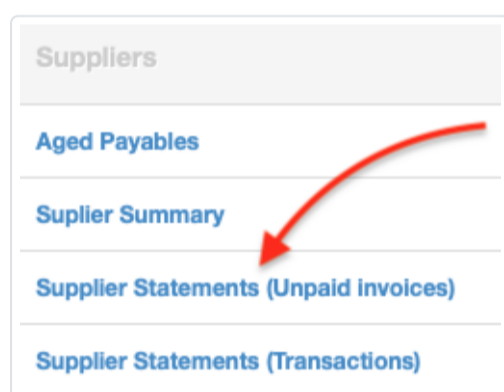 Suppliers
Aged Payables
Suplier Summary
Supplier Statements (Unpaid invoices)
Supplier Statements (Transactions)